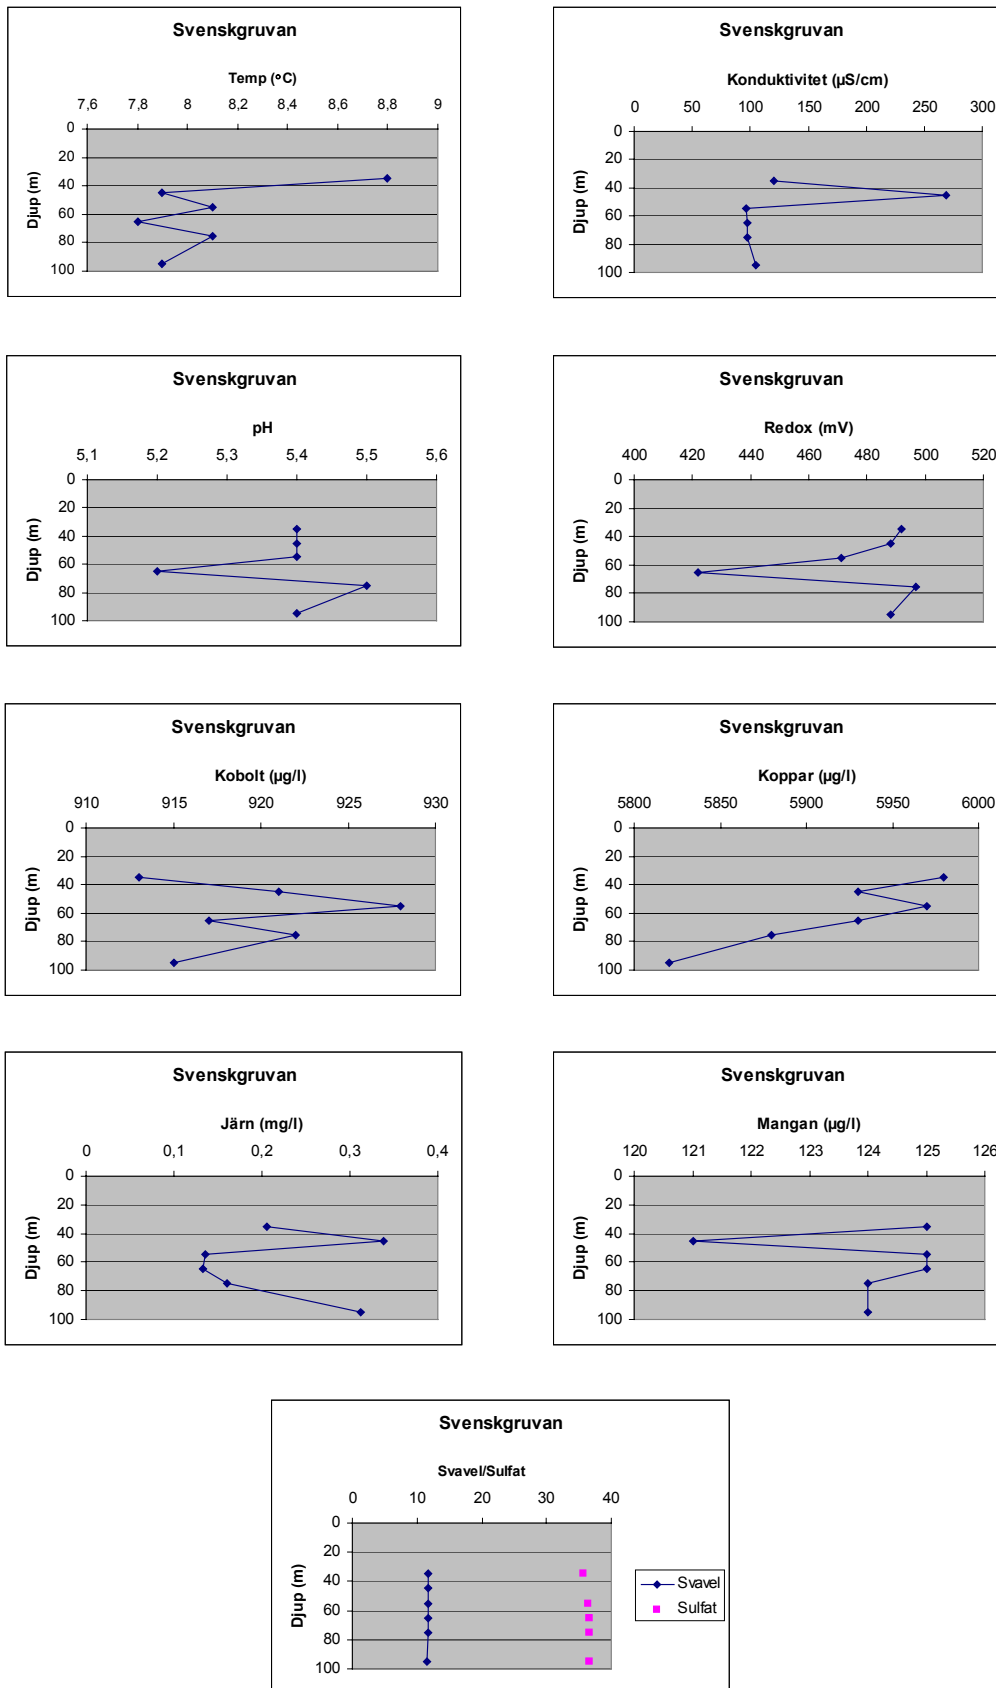 Svenskgruvan
Temp (°C)
7,6 7,8 8 8,2 8,4 8,6 8,8 9
0
20
40
60
80
100
Djup (m)
Svenskgruvan
Konduktivitet (µS/cm)
0 50 100 150 200 250 300
0
20
40
60
80
100
Djup (m)
Svenskgruvan
pH
5,1 5,2 5,3 5,4 5,5 5,6
0
20
40
60
80
100
Djup (m)
Svenskgruvan
Redox (mV)
400 420 440 460 480 500 520
0
20
40
60
80
100
Djup (m)
Svenskgruvan
Kobolt (µg/l)
910 915 920 925 930
0
20
40
60
80
100
Djup (m)
Svenskgruvan
Koppar (µg/l)
5800 5850 5900 5950 6000
0
20
40
60
80
100
Djup (m)
Svenskgruvan
Järn (mg/l)
0 0,1 0,2 0,3 0,4
0
20
40
60
80
100
Djup (m)
Svenskgruvan
Mangan (µg/l)
120 121 122 123 124 125 126
0
20
40
60
80
100
Djup (m)
Svenskgruvan
Svavel/Sulfat
0 10 20 30 40
0
20
40
60
80
100
Djup (m)
Svavel
Sulfat